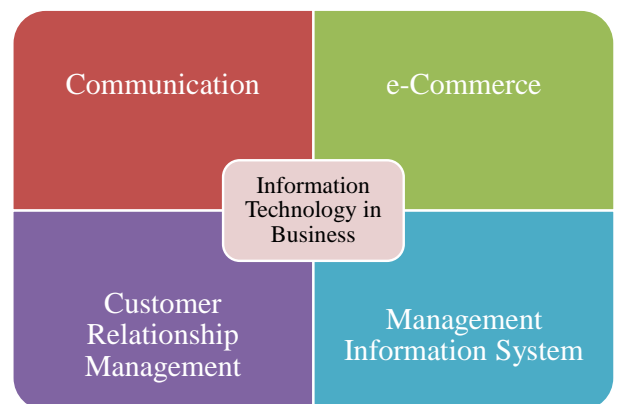 Communication
e-Commerce
Information
Technology in
Business
Customer
Relationship
Management
Management
Information System